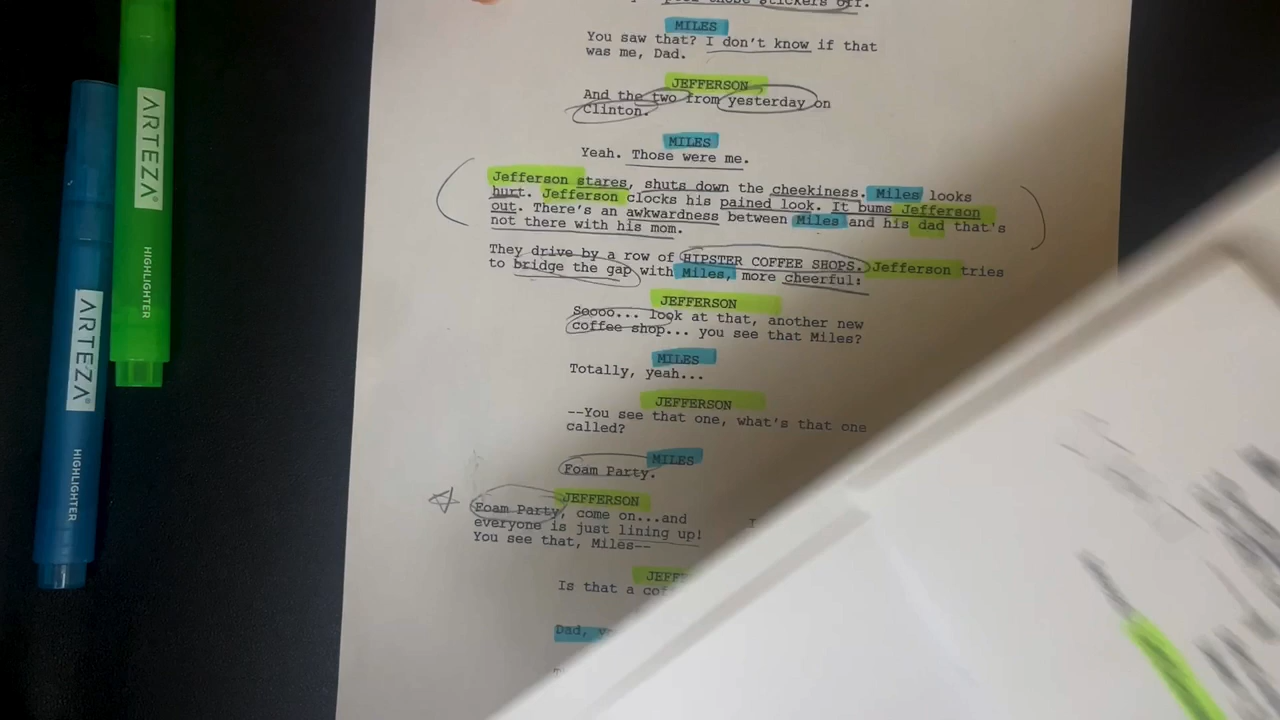 those stickers off.
MILES
You saw that? I don't know if that
was me, Dad.
JEFFERSON
And the two from yesterday on
Clinton.
MILES
Yeah. Those were me.
Jefferson stares, shuts down the cheekiness. Miles looks
hurt. Jefferson clocks his pained look. It bums Jefferson
out. There's an awkwardness between Miles and his dad that's
not there with his mom.
They drive by a row of HIPSTER COFFEE SHOPS. Jefferson tries
to bridge the gap with Miles, more cheerful:
JEFFERSON
Soooo... look at that, another new
coffee shop... you see that Miles?
MILES
Totally, yeah...
JEFFERSON
--You see that one, what's that one
called?
MILES
Foam Party.
JEFFERSON
Foam Party, come on...and
everyone is just lining up!
You see that, Miles--
Is that a
Dad,
ARTEZA
HIGHLIGHTER
ARTEZA
HIGHLIGHTER